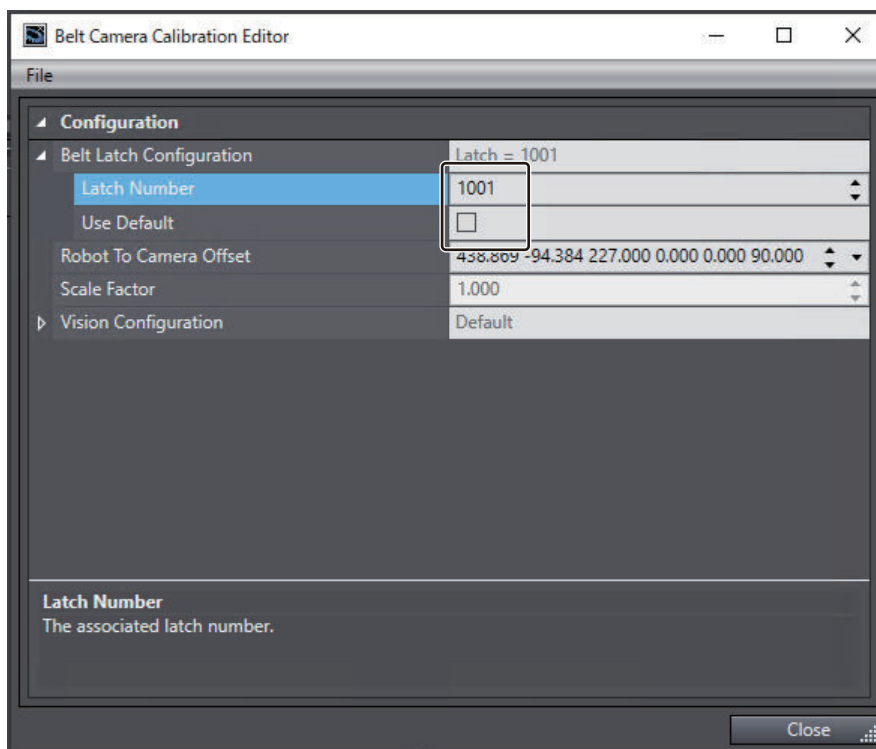 Belt Camera Calibration Editor
File
Configuration
Belt Latch Configuration Latch = 1001
Latch Number 1001
Use Default
Robot To Camera Offset 438.869 -94.384 227.000 0.000 0.000 90.000
Scale Factor 1.000
Vision Configuration Default
Latch Number
The associated latch number.
Close